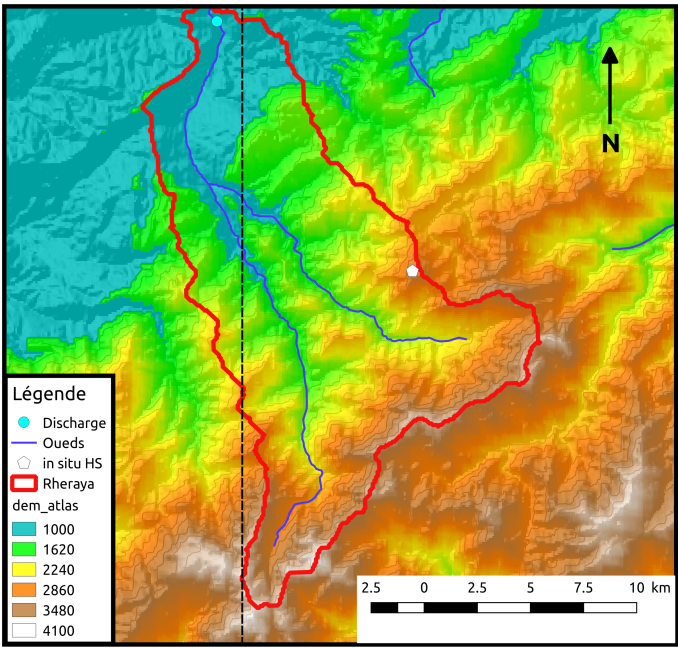 N
Légende
Discharge
Oueds
in situ HS
Rheraya
dem_atlas
1000
1620
2240
2860
3480
4100
2.5 0 2.5 5 7.5 10 km